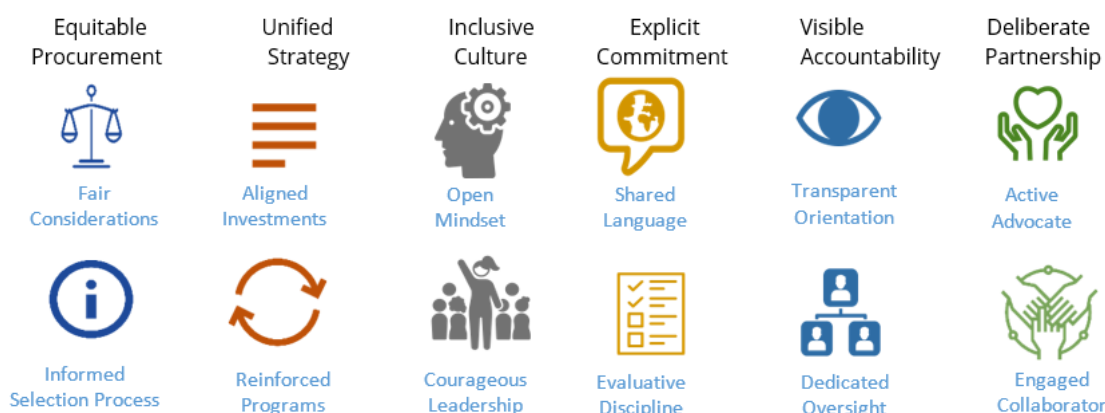 Equitable
Procurement
Unified
Strategy
Inclusive
Culture
Explicit
Commitment
Visible
Accountability
Deliberate
Partnership
Fair
Considerations
Aligned
Investments
Open
Mindset
Shared
Language
Transparent
Orientation
Active
Advocate
Informed
Selection Process
Reinforced
Programs
Courageous
Leadership
Evaluative
Discipline
Dedicated
Oversight
Engaged
Collaborator